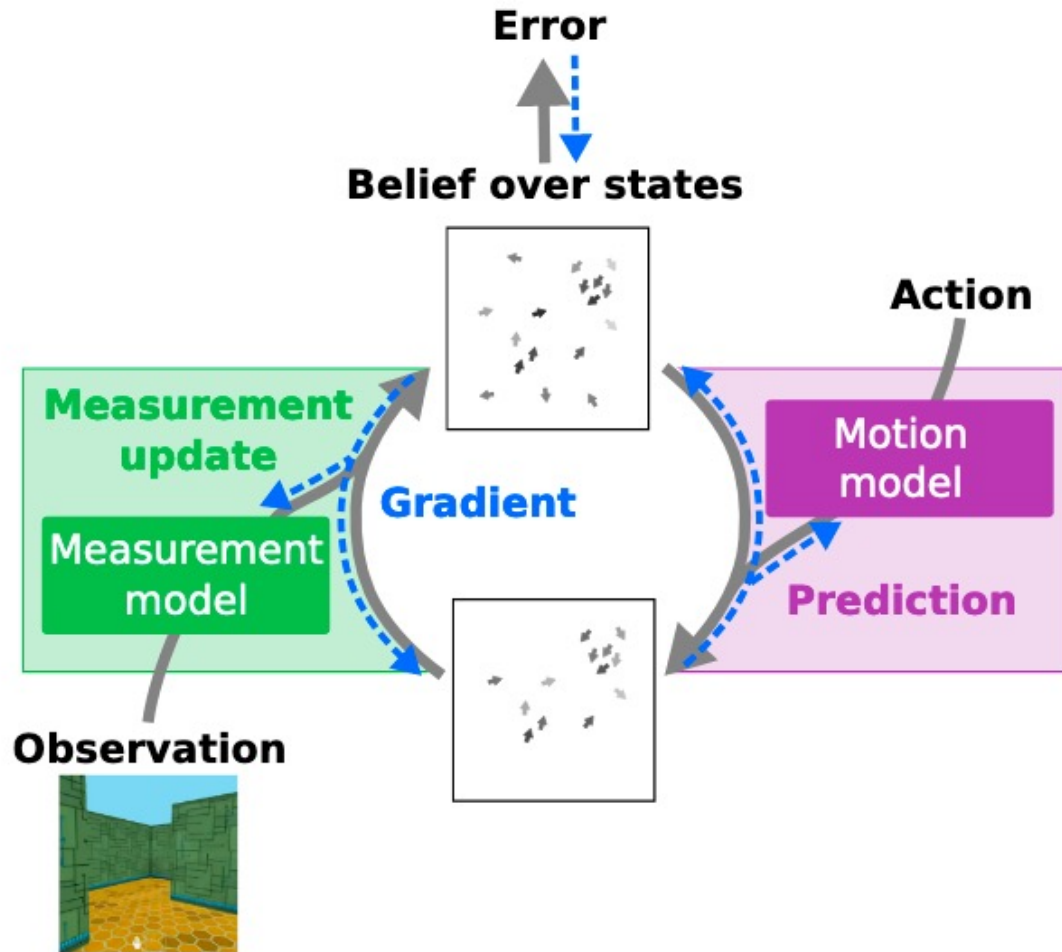 Error
Belief over states
Action
Measurement
update
Motion
model
Gradient
Measurement
model
Prediction
Observation